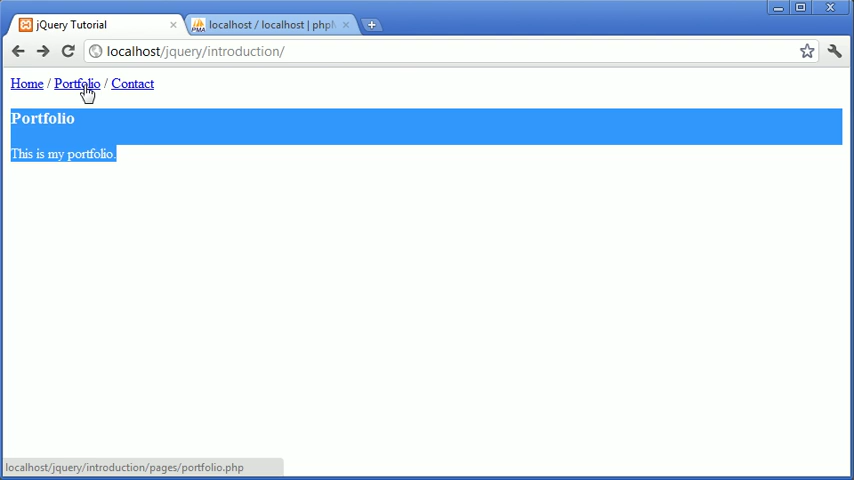 jQuery Tutorial
localhost / localhost | php
localhost/jquery/introduction/
Home / Portfolio / Contact
Portfolio
This is my portfolio.
localhost/jquery/introduction/pages/portfolio.php